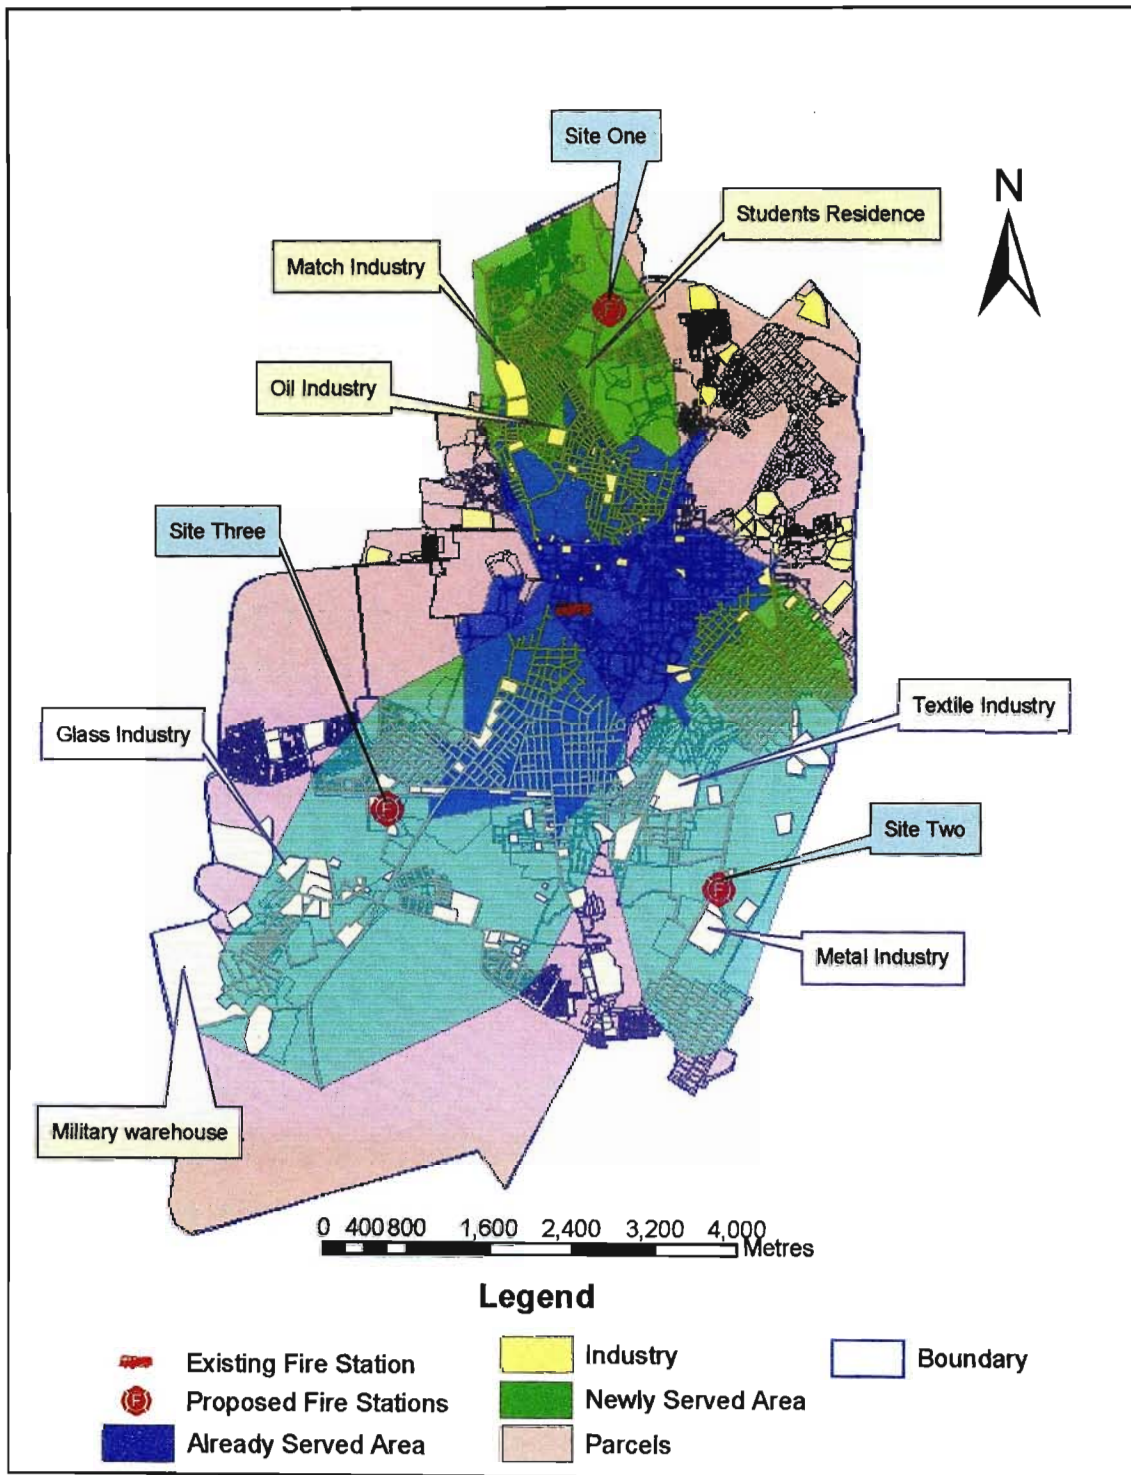 Site One
N
Students Residence
Match Industry
Oil Industry
Site Three
Textile Industry
Glass Industry
Site Two
Metal Industry
Military warehouse
0 400 800 1,600 2,400 3,200 4,000
Metres
Legend
Existing Fire Station
Proposed Fire Stations
Already Served Area
Industry
Newly Served Area
Parcels
Boundary